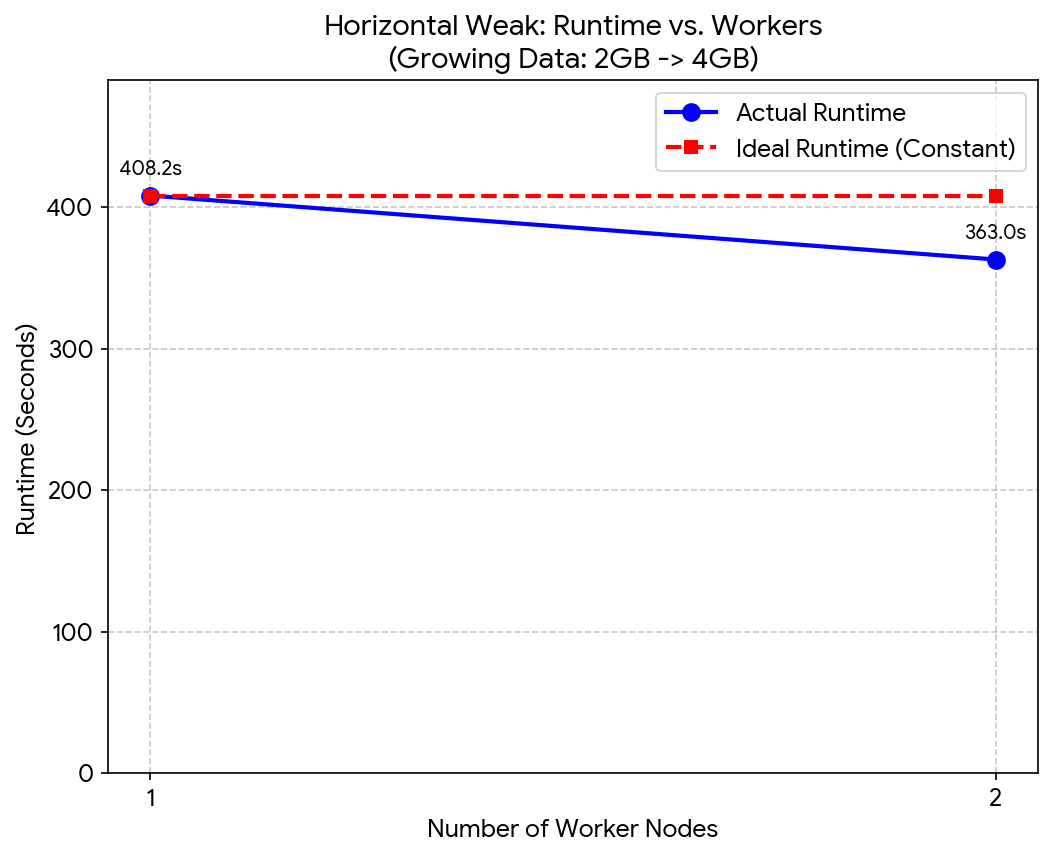 Horizontal Weak: Runtime vs. Workers
(Growing Data: 2GB -> 4GB)
Actual Runtime
Ideal Runtime (Constant)
408.2s
363.0s
400
300
200
100
0
Runtime (Seconds)
1
2
Number of Worker Nodes